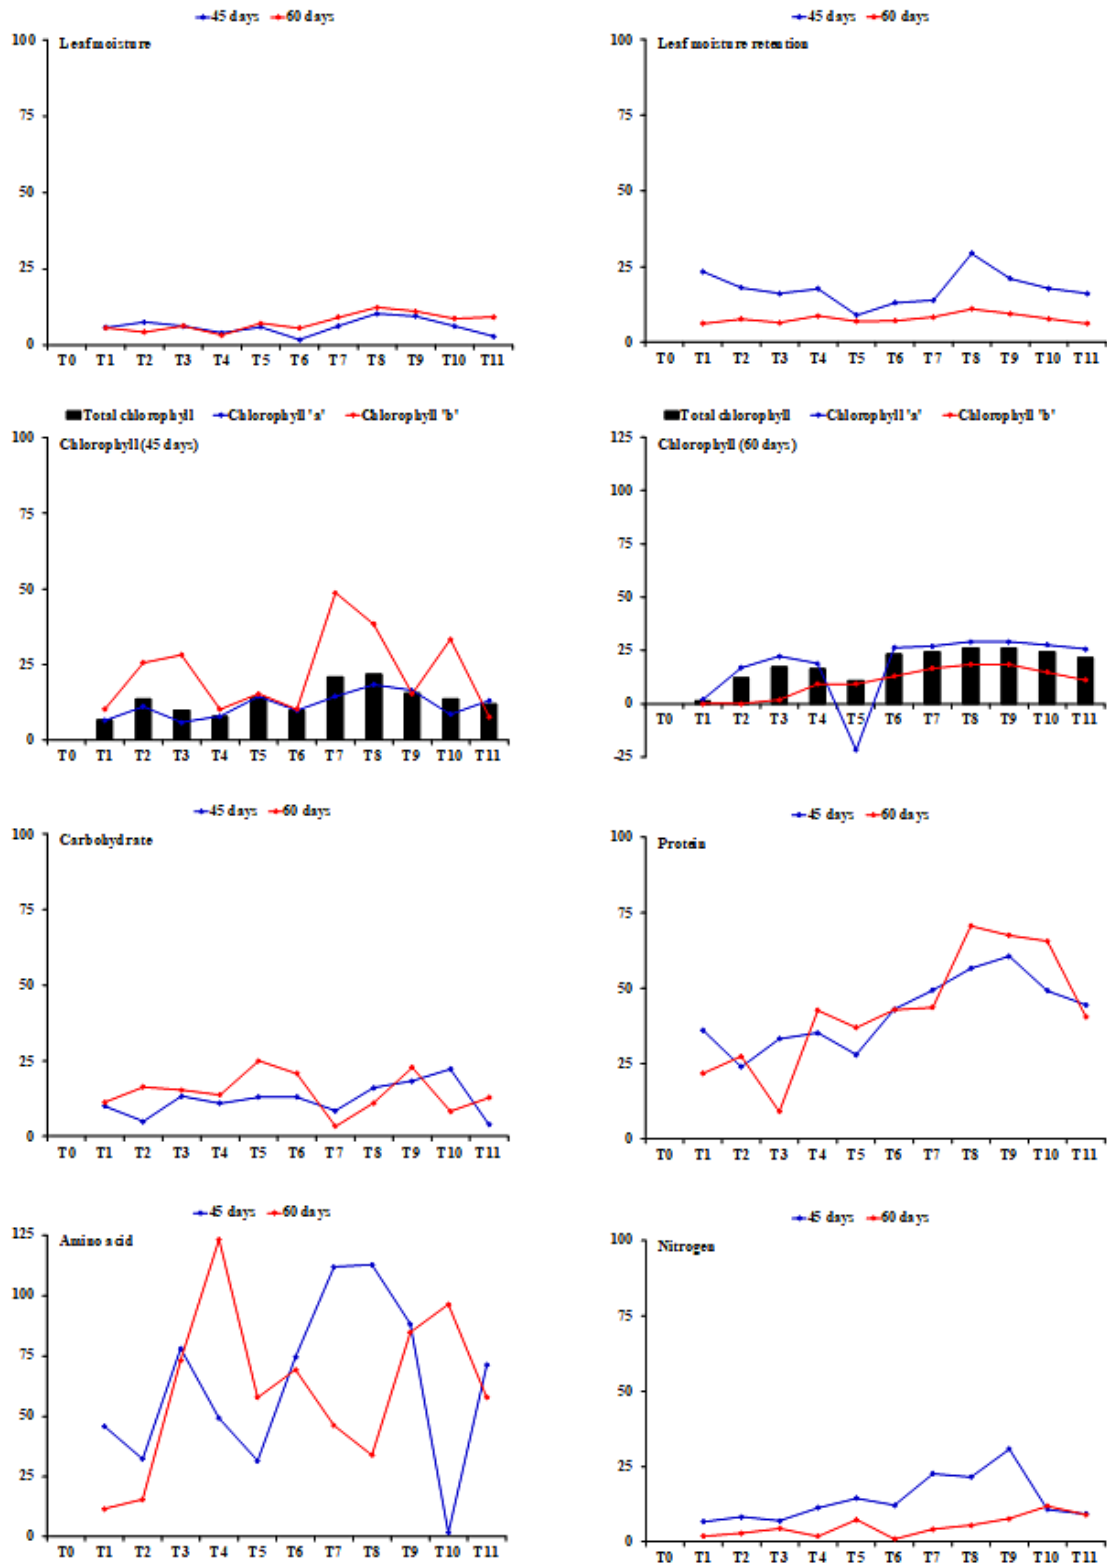 45 days 60 days
Leaf moisture
100
75
50
25
0
T0 T1 T2 T3 T4 T5 T6 T7 T8 T9 T10 T11
45 days 60 days
Leaf moisture retention
100
75
50
25
0
T0 T1 T2 T3 T4 T5 T6 T7 T8 T9 T10 T11
Total chlorophyll Chlorophyll 'a' Chlorophyll 'b'
Chlorophyll (45 days)
100
75
50
25
0
T0 T1 T2 T3 T4 T5 T6 T7 T8 T9 T10 T11
Total chlorophyll Chlorophyll 'a' Chlorophyll 'b'
Chlorophyll (60 days)
125
100
75
50
25
0
-25
T0 T1 T2 T3 T4 T5 T6 T7 T8 T9 T10 T11
45 days 60 days
Carbohydrate
100
75
50
25
0
T0 T1 T2 T3 T4 T5 T6 T7 T8 T9 T10 T11
45 days 60 days
Protein
100
75
50
25
0
T0 T1 T2 T3 T4 T5 T6 T7 T8 T9 T10 T11
45 days 60 days
Amino acid
125
100
75
50
25
0
T0 T1 T2 T3 T4 T5 T6 T7 T8 T9 T10 T11
45 days 60 days
Nitrogen
100
75
50
25
0
T0 T1 T2 T3 T4 T5 T6 T7 T8 T9 T10 T11